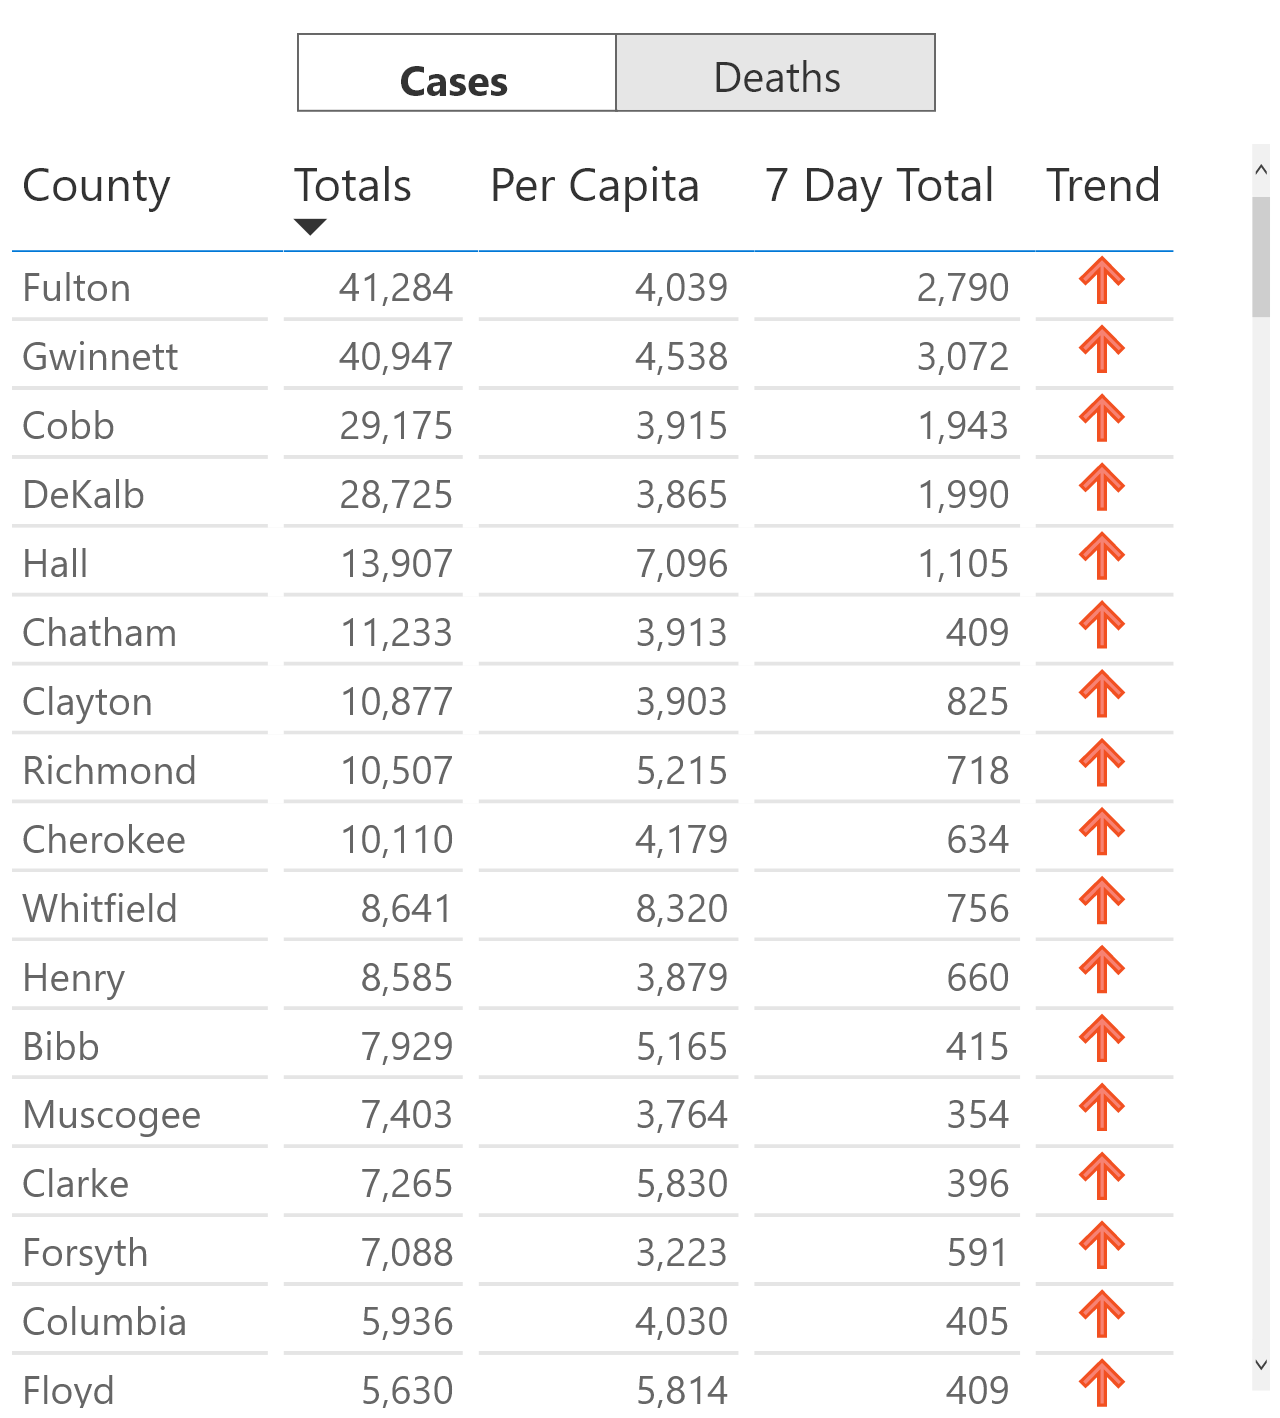 Cases Deaths
County Totals Per Capita 7 Day Total Trend
Fulton 41,284 4,039 2,790
Gwinnett 40,947 4,538 3,072
Cobb 29,175 3,915 1,943
DeKalb 28,725 3,865 1,990
Hall 13,907 7,096 1,105
Chatham 11,233 3,913 409
Clayton 10,877 3,903 825
Richmond 10,507 5,215 718
Cherokee 10,110 4,179 634
Whitfield 8,641 8,320 756
Henry 8,585 3,879 660
Bibb 7,929 5,165 415
Muscogee 7,403 3,764 354
Clarke 7,265 5,830 396
Forsyth 7,088 3,223 591
Columbia 5,936 4,030 405
Floyd 5,630 5,814 409